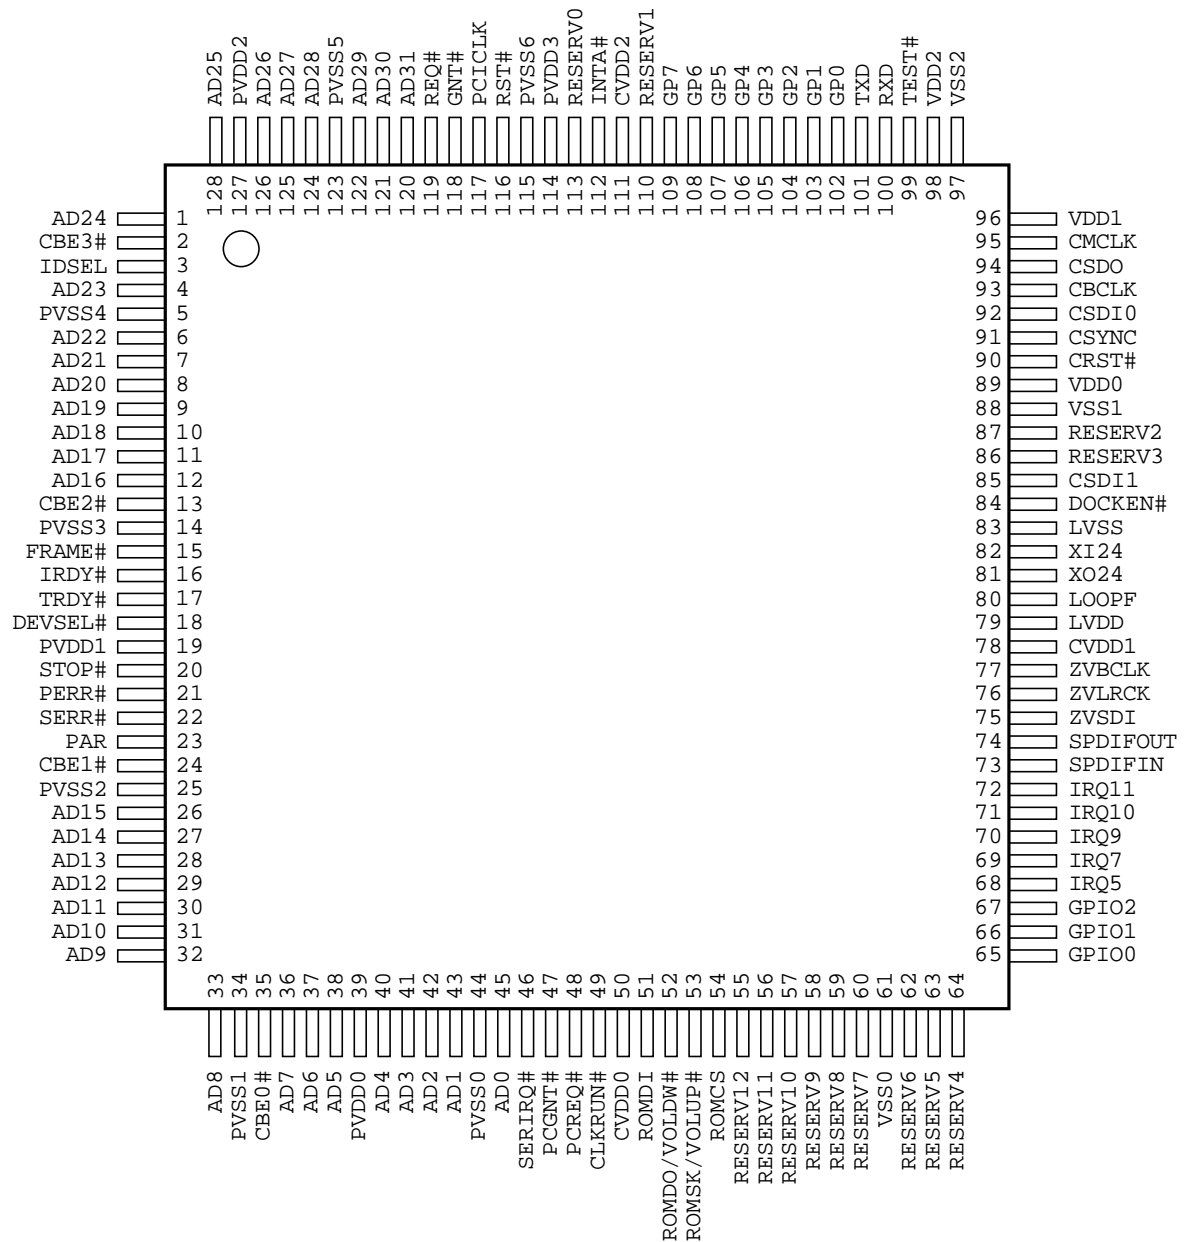 AD25 PVDD2 AD26 AD27 AD28 PVSS5 AD29 AD30 AD31 REQ# GNT# PCICLK RST# PVSS6 PVDD3 RESERV0 INTA# CVDD2 RESERV1 GP7 GP6 GP5 GP4 GP3 GP2 GP1 GP0 TXD RXD TEST# VDD2 VSS2
128 127 126 125 124 123 122 121 120 119 118 117 116 115 114 113 112 111 110 109 108 107 106 105 104 103 102 101 100 99 98 97
AD24 1 96 VDD1
CBE3# 2 95 CMCLK
IDSEL 3 94 CSDO
AD23 4 93 CBCLK
PVSS4 5 92 CSDI0
AD22 6 91 CSYNC
AD21 7 90 CRST#
AD20 8 89 VDD0
AD19 9 88 VSS1
AD18 10 87 RESERV2
AD17 11 86 RESERV3
AD16 12 85 CSDI1
CBE2# 13 84 DOCKEN#
PVSS3 14 83 LVSS
FRAME# 15 82 XI24
IRDY# 16 81 XO24
TRDY# 17 80 LOOPF
DEVSEL# 18 79 LVDD
PVDD1 19 78 CVDD1
STOP# 20 77 ZVBCLK
PERR# 21 76 ZVLRCK
SERR# 22 75 ZVSDI
PAR 23 74 SPDIFOUT
CBE1# 24 73 SPDIFIN
PVSS2 25 72 IRQ11
AD15 26 71 IRQ10
AD14 27 70 IRQ9
AD13 28 69 IRQ7
AD12 29 68 IRQ5
AD11 30 67 GPIO2
AD10 31 66 GPIO1
AD9 32 65 GPIO0
33 34 35 36 37 38 39 40 41 42 43 44 45 46 47 48 49 50 51 52 53 54 55 56 57 58 59 60 61 62 63 64
AD8 PVSS1 CBE0# AD7 AD6 AD5 PVDD0 AD4 AD3 AD2 AD1 PVSS0 AD0 SERIRQ# PCGNT# PCREQ# CLKRUN# CVDD0 ROMDI ROMDO/VOLDW# ROMSK/VOLUP# ROMCS RESERV12 RESERV11 RESERV10 RESERV9 RESERV8 RESERV7 VSS0 RESERV6 RESERV5 RESERV4